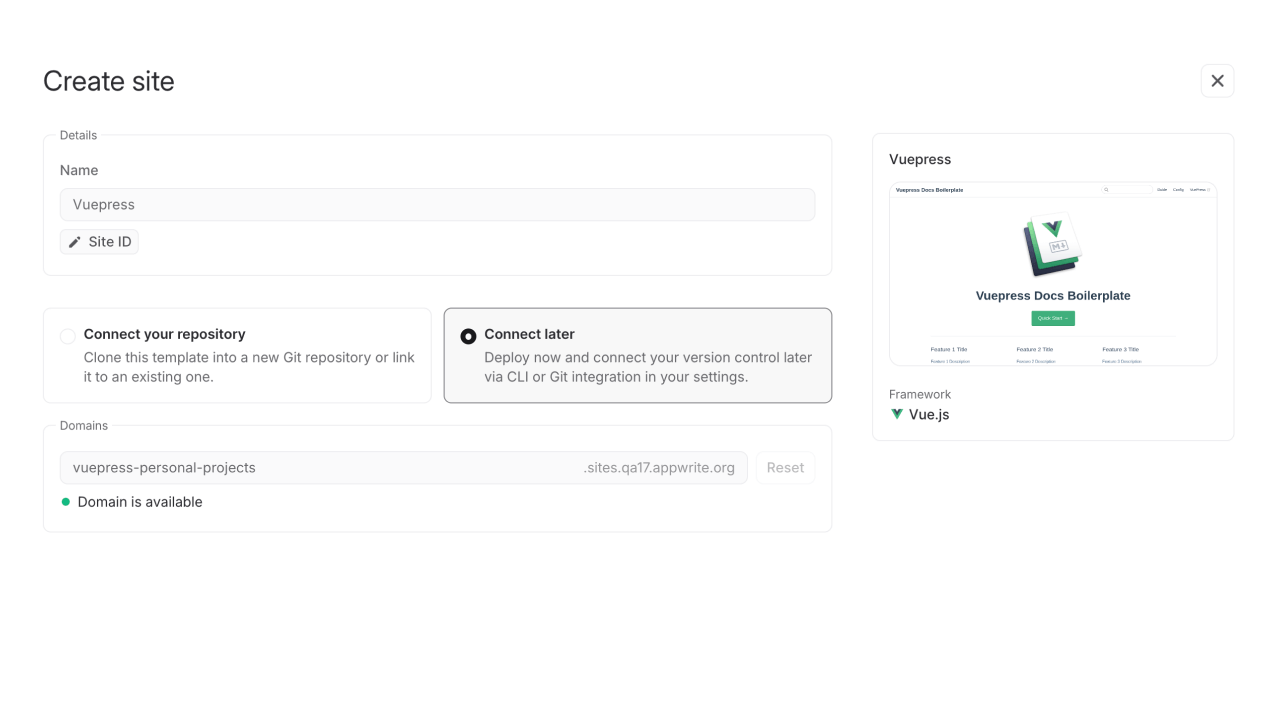 Create site
Details
Name
Vuepress
Site ID
Connect your repository
Clone this template into a new Git repository or link
it to an existing one.
Connect later
Deploy now and connect your version control later
via CLI or Git integration in your settings.
Domains
vuepress-personal-projects .sites.qa17.appwrite.org Reset
Domain is available
Vuepress
Vuepress Docs Boilerplate Guide Config VuePress
M
Vuepress Docs Boilerplate
Quick Start →
Feature 1 Title Feature 2 Title Feature 3 Title
Feature 1 Description Feature 2 Description Feature 3 Description
Framework
Vue.js